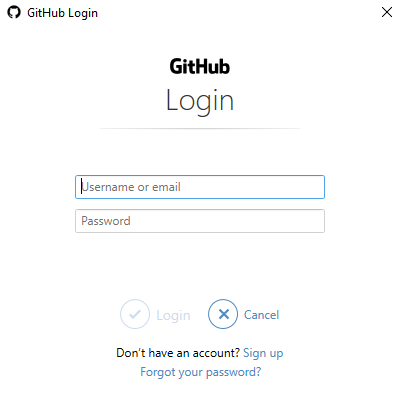 GitHub Login
GitHub
Login
Username or email
Password
Login Cancel
Don't have an account? Sign up
Forgot your password?